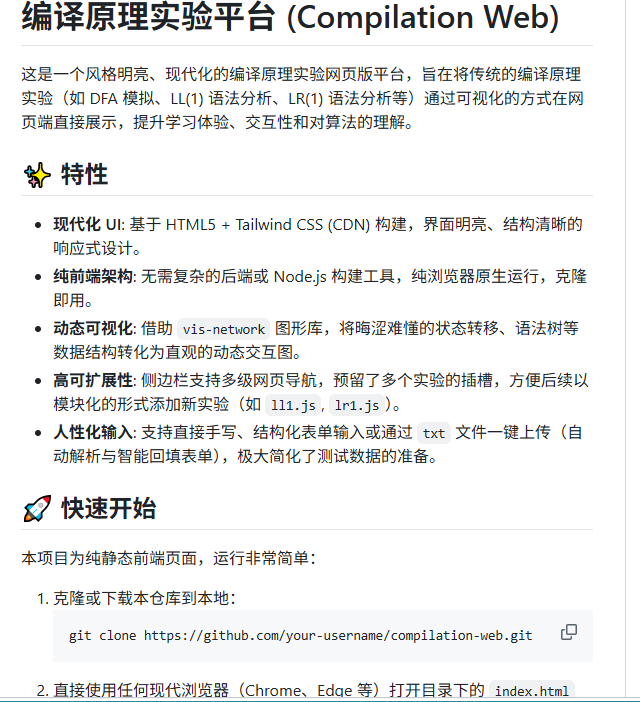 编译原理实验平台 (Compilation Web)
这是一个风格明亮、现代化的编译原理实验网页版平台，旨在将传统的编译原理
实验（如 DFA 模拟、LL(1) 语法分析、LR(1) 语法分析等）通过可视化的方式在网
页端直接展示，提升学习体验、交互性和对算法的理解。
✨ 特性
• 现代化 UI: 基于 HTML5 + Tailwind CSS (CDN) 构建，界面明亮、结构清晰的
响应式设计。
• 纯前端架构: 无需复杂的后端或 Node.js 构建工具，纯浏览器原生运行，克隆
即用。
• 动态可视化: 借助 vis-network 图形库，将晦涩难懂的状态转移、语法树等
数据结构转化为直观的动态交互图。
• 高可扩展性: 侧边栏支持多级网页导航，预留了多个实验的插槽，方便后续以
模块化的形式添加新实验（如 ll1.js, lr1.js）。
• 人性化输入: 支持直接手写、结构化表单输入或通过 txt 文件一键上传（自
动解析与智能回填表单），极大简化了测试数据的准备。
🚀 快速开始
本项目为纯静态前端页面，运行非常简单：
1. 克隆或下载本仓库到本地：
git clone https://github.com/your-username/compilation-web.git
2. 直接使用任何现代浏览器（Chrome、Edge 等）打开目录下的 index.html